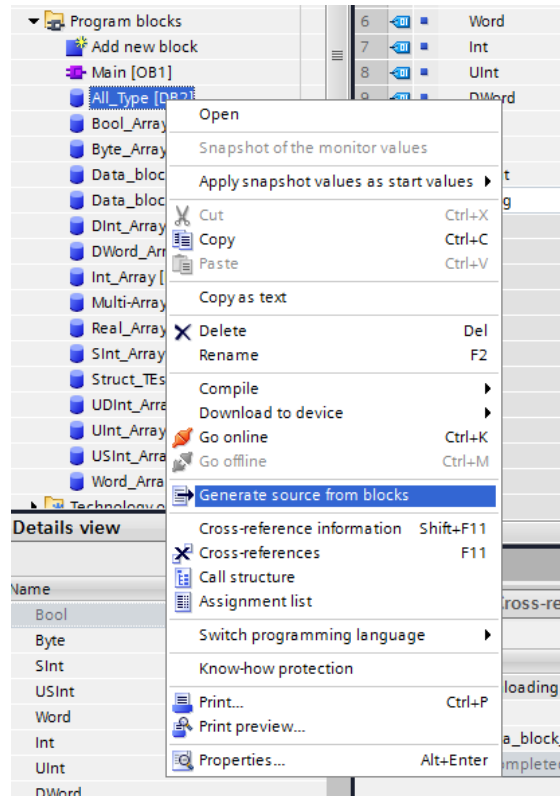 Program blocks
Add new block
Main [OB1]
All_Type [DB2]
Bool_Array
Byte_Array
Data_bloc
Data_bloc
DInt_Array
DWord_Arr
Int_Array [
Multi-Array
Real_Array
SInt_Array
Struct_TEs
UDInt_Arra
UInt_Array
USInt_Arra
Word_Arra
Technology o
Details view
Name
Bool
Byte
SInt
USInt
Word
Int
UInt
DWord
6 Word
7 Int
8 UInt
9 DWord
t
g
Open
Snapshot of the monitor values
Apply snapshot values as start values
Cut Ctrl+X
Copy Ctrl+C
Paste Ctrl+V
Copy as text
Delete Del
Rename F2
Compile
Download to device
Go online Ctrl+K
Go offline Ctrl+M
Generate source from blocks
Cross-reference information Shift+F11
Cross-references F11
Call structure
Assignment list
Switch programming language
Know-how protection
Print... Ctrl+P
Print preview...
Properties... Alt+Enter
ross-re
loading
a_block_
mpleted